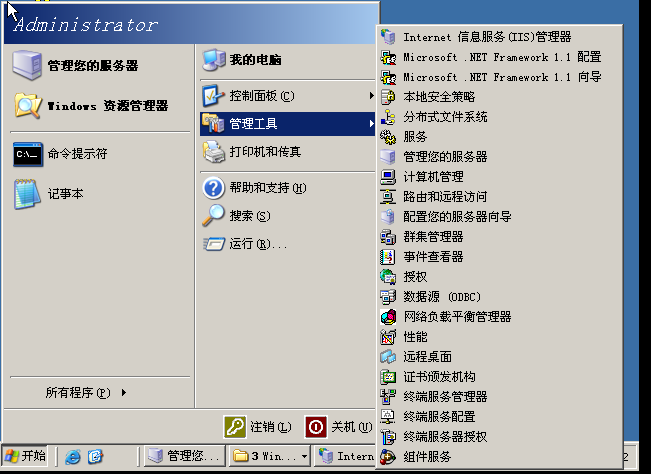 Administrator
管理您的服务器
Windows 资源管理器
命令提示符
记事本
所有程序(P)
我的电脑
控制面板(C)
管理工具
打印机和传真
帮助和支持(H)
搜索(S)
运行(R)...
注销(L)
关机(U)
Internet 信息服务(IIS)管理器
Microsoft .NET Framework 1.1 配置
Microsoft .NET Framework 1.1 向导
本地安全策略
分布式文件系统
服务
管理您的服务器
计算机管理
路由和远程访问
配置您的服务器向导
群集管理器
事件查看器
授权
数据源 (ODBC)
网络负载平衡管理器
性能
远程桌面
证书颁发机构
终端服务管理器
终端服务配置
终端服务器授权
组件服务
开始
管理您...
3 Win...
Intern
2